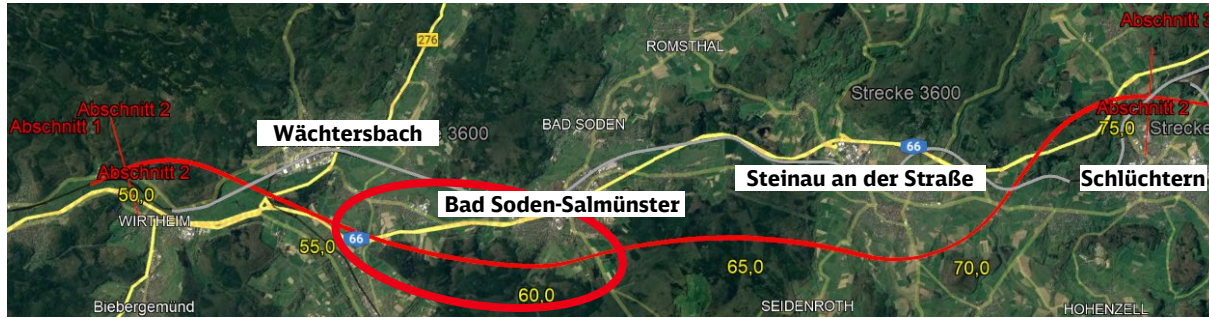 Abschnitt 3
276
ROMSTHAL
Strecke 3600
Abschnitt 2
Abschnitt 2
Abschnitt 1
Wächtersbach
3600
BAD SODEN
75,0
Strecke
66
Abschnitt 2
Steinau an der Straße
Schlüchtern
50,0
Bad Soden-Salmünster
WIRTHEIM
66
55,0
65,0
70,0
60,0
Biebergemünd
SEIDENROTH
HOHENZELL